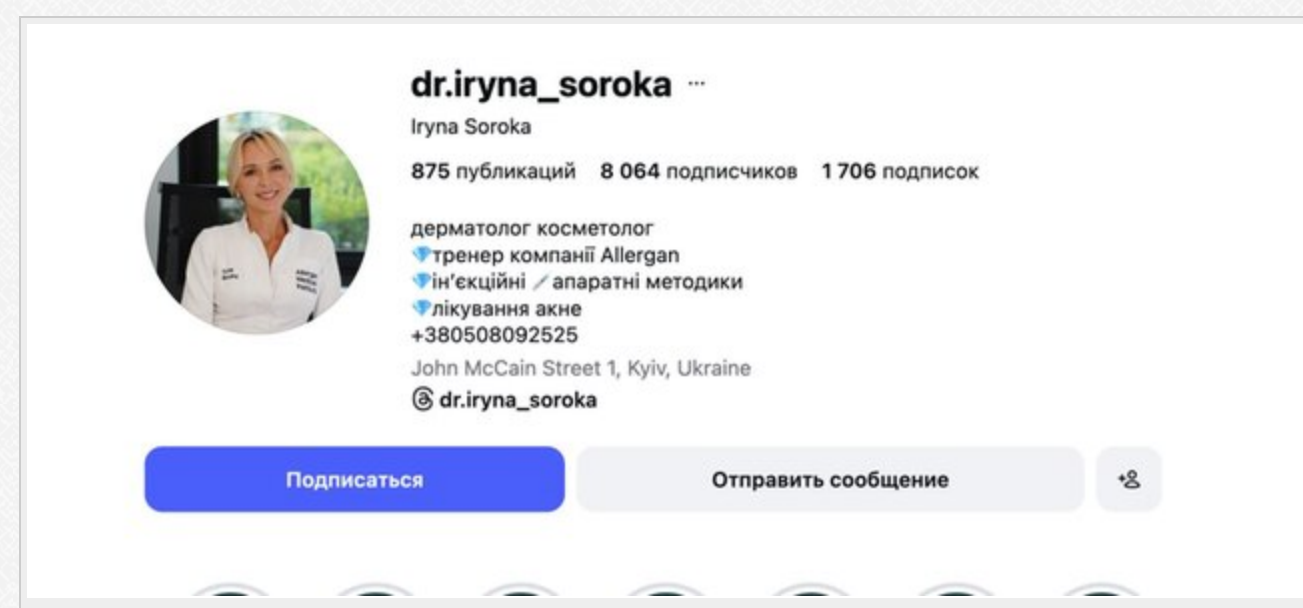 dr.iryna_soroka ...
Iryna Soroka
875 публикаций 8 064 подписчиков 1 706 подписок
дерматолог косметолог
💎тренер компанії Allergan
💎ін'єкційні 💉апаратні методики
💎лікування акне
+380508092525
John McCain Street 1, Kyiv, Ukraine
dr.iryna_soroka
Подписаться
Отправить сообщение